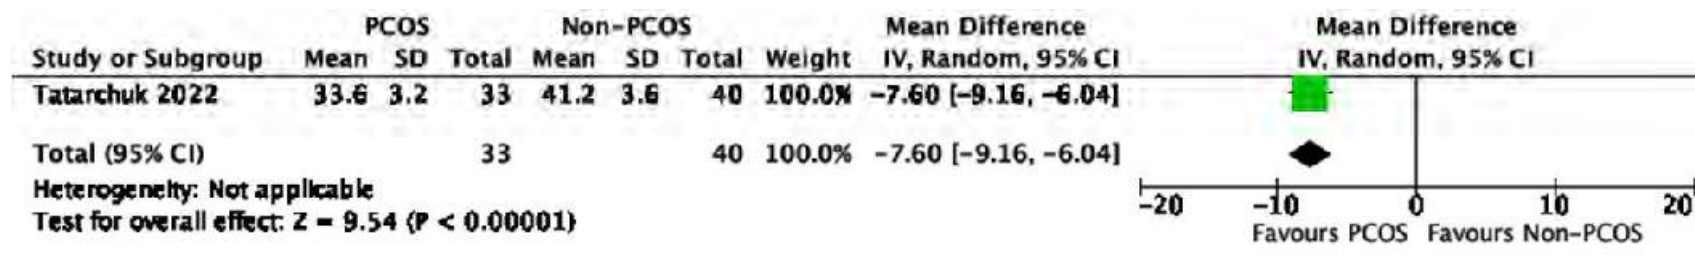 PCOS Non-PCOS Mean Difference Mean Difference
Study or Subgroup Mean SD Total Mean SD Total Weight IV, Random, 95% CI IV, Random, 95% CI
Tatarchuk 2022 33.6 3.2 33 41.2 3.6 40 100.0% −7.60 [−9.16, −6.04]
Total (95% CI) 33 40 100.0% −7.60 [−9.16, −6.04]
Heterogeneity: Not applicable
Test for overall effect: Z = 9.54 (P < 0.00001)
−20 −10 0 10 20
Favours PCOS Favours Non-PCOS